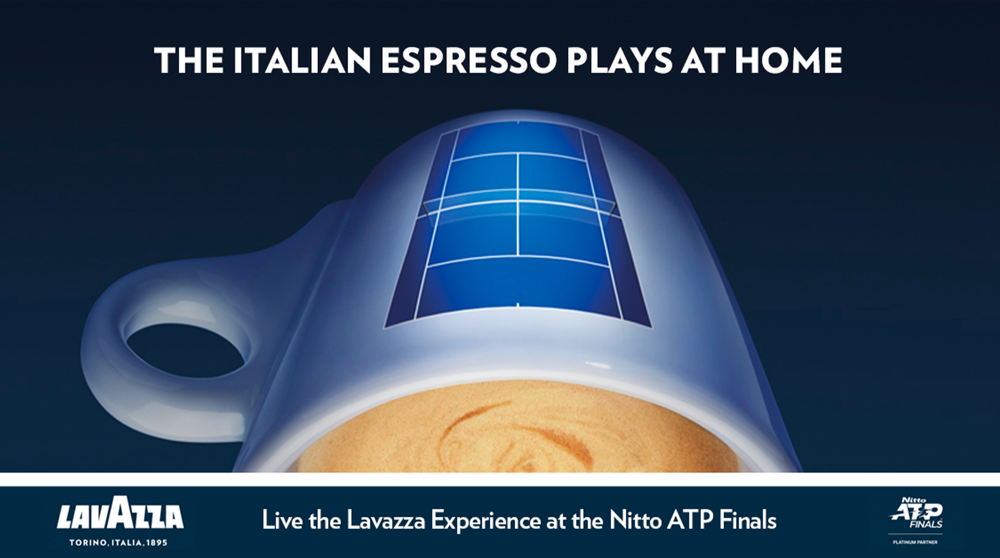 THE ITALIAN ESPRESSO PLAYS AT HOME
LAVAZZA
TORINO, ITALIA, 1895
Live the Lavazza Experience at the Nitto ATP Finals
Nitto
ATP
FINALS
PLATINUM PARTNER